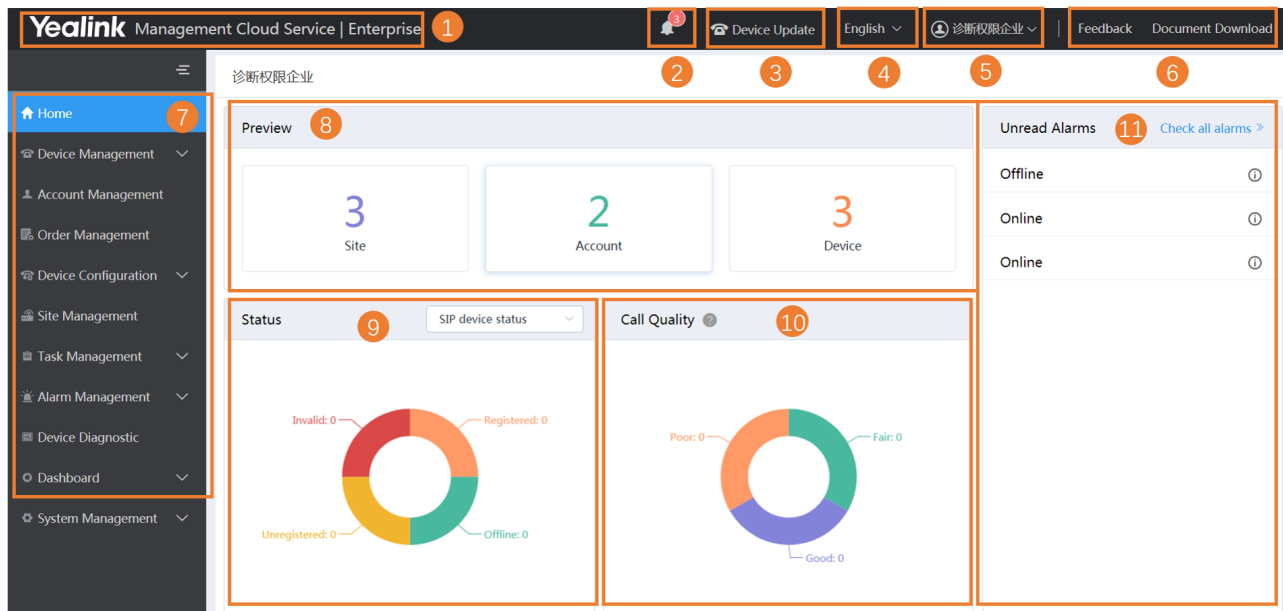 Yealink Management Cloud Service | Enterprise 1
3
Device Update
English
诊断权限企业
Feedback Document Download
2 3 4 5 6
诊断权限企业
Home 7
Device Management
Account Management
Order Management
Device Configuration
Site Management
Task Management
Alarm Management
Device Diagnostic
Dashboard
System Management
Preview 8
3
Site
2
Account
3
Device
Unread Alarms 11 Check all alarms »
Offline
Online
Online
Status 9 SIP device status
Invalid: 0
Registered: 0
Unregistered: 0
Offline: 0
Call Quality ? 10
Poor: 0
Fair: 0
Good: 0